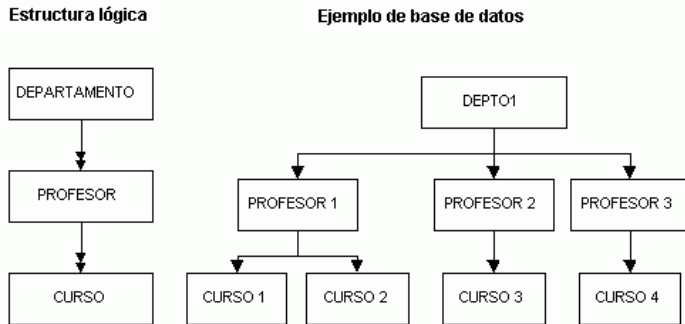 Estructura lógica
Ejemplo de base de datos
DEPARTAMENTO
DEPTO1
PROFESOR
PROFESOR 1
PROFESOR 2
PROFESOR 3
CURSO
CURSO 1
CURSO 2
CURSO 3
CURSO 4